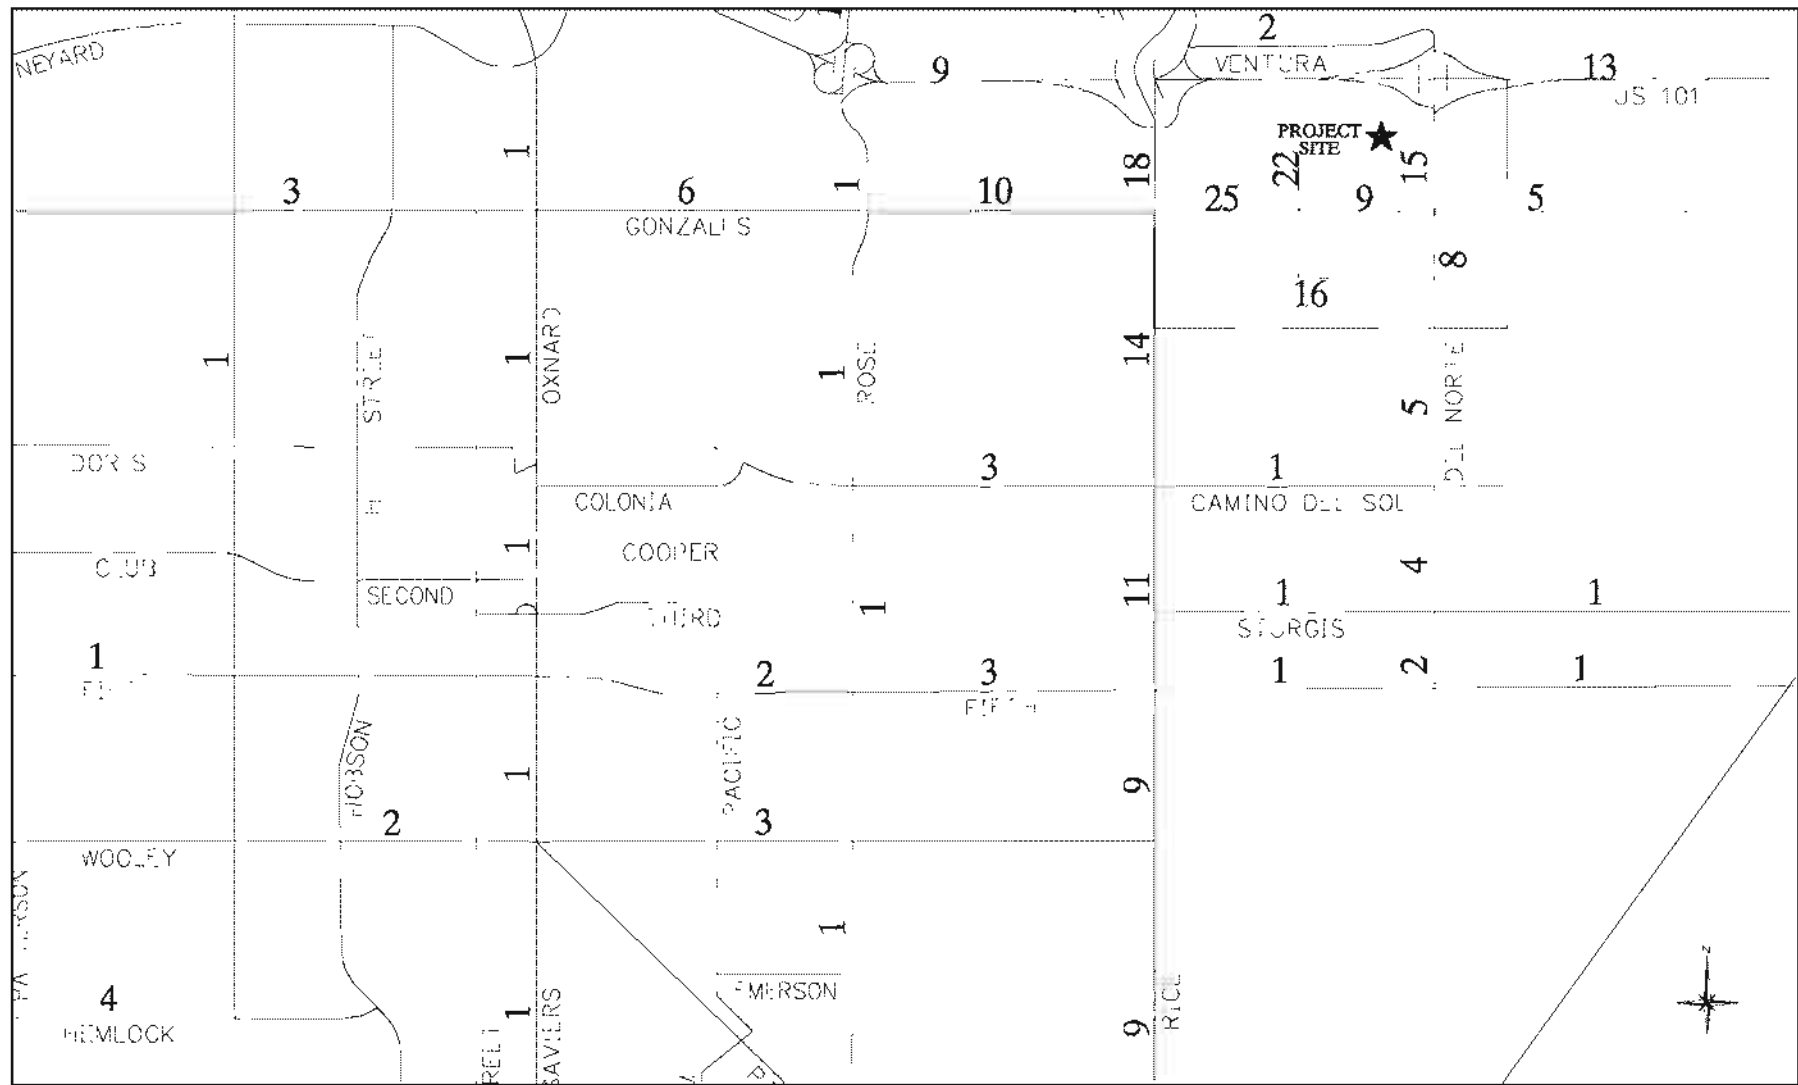 2
NEYARD
VENTURA
9
13
US 101
PROJECT
SITE
1
18
22
15
3
6
1
10
25
9
5
GONZALES
8
16
1
STREET
1
OXNARD
1
ROSE
14
5
DEL NORTE
DORIS
3
1
COLONIA
CAMINO DEL SOL
H
1
COOPER
4
CLUB
SECOND
11
1
1
THIRD
1
STURGIS
1
2
3
1
2
1
FIFTH
HOBSON
1
PACIFIC
9
2
3
WOOLEY
1
4
EMERSON
HEMLOCK
1
SAVIERS
9
RICE